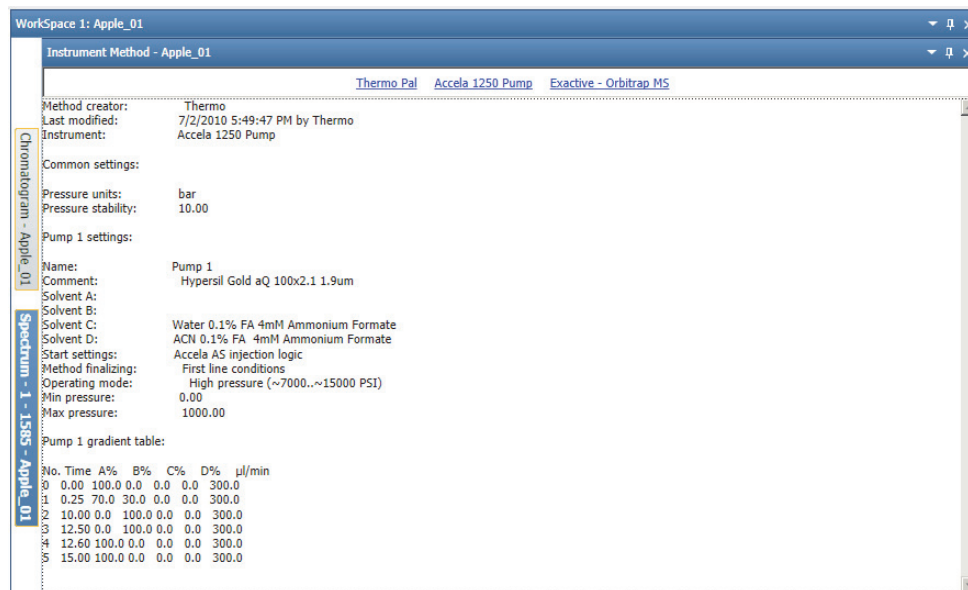 WorkSpace 1: Apple_01
Instrument Method - Apple_01
Thermo Pal Accela 1250 Pump Exactive - Orbitrap MS
Chromatogram - Apple_01
Spectrum - 1 - 1585 - Apple_01
Method creator: Thermo
Last modified: 7/2/2010 5:49:47 PM by Thermo
Instrument: Accela 1250 Pump
Common settings:
Pressure units: bar
Pressure stability: 10.00
Pump 1 settings:
Name: Pump 1
Comment: Hypersil Gold aQ 100x2.1 1.9um
Solvent A:
Solvent B:
Solvent C: Water 0.1% FA 4mM Ammonium Formate
Solvent D: ACN 0.1% FA 4mM Ammonium Formate
Start settings: Accela AS injection logic
Method finalizing: First line conditions
Operating mode: High pressure (~7000..~15000 PSI)
Min pressure: 0.00
Max pressure: 1000.00
Pump 1 gradient table:
No. Time A% B% C% D% µl/min
0 0.00 100.0 0.0 0.0 0.0 300.0
1 0.25 70.0 30.0 0.0 0.0 300.0
2 10.00 0.0 100.0 0.0 0.0 300.0
3 12.50 0.0 100.0 0.0 0.0 300.0
4 12.60 100.0 0.0 0.0 0.0 300.0
5 15.00 100.0 0.0 0.0 0.0 300.0